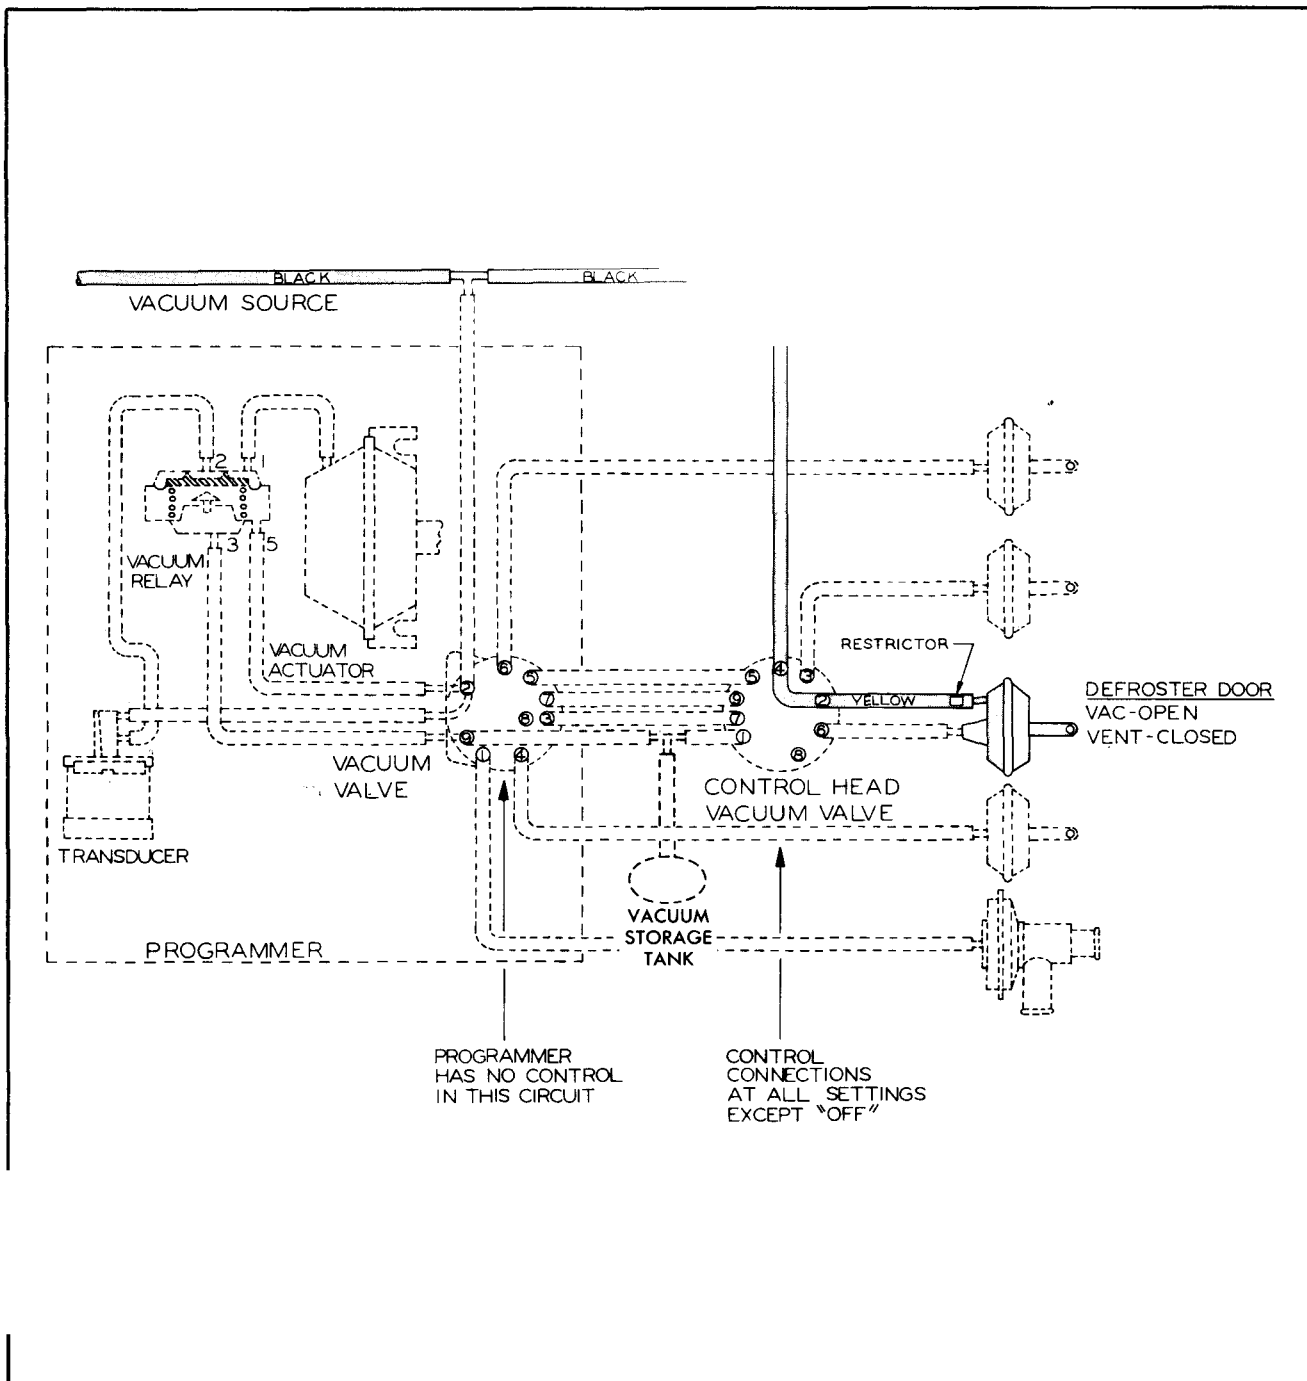 BLACK
BLACK
VACUUM SOURCE
2
1
3
5
VACUUM
RELAY
VACUUM
ACTUATOR
6
5
2
7
8
3
9
1
4
VACUUM
VALVE
TRANSDUCER
PROGRAMMER
4
5
3
9
2
7
6
1
8
RESTRICTOR
YELLOW
DEFROSTER DOOR
VAC-OPEN
VENT-CLOSED
CONTROL HEAD
VACUUM VALVE
VACUUM
STORAGE
TANK
PROGRAMMER
HAS NO CONTROL
IN THIS CIRCUIT
CONTROL
CONNECTIONS
AT ALL SETTINGS
EXCEPT "OFF"